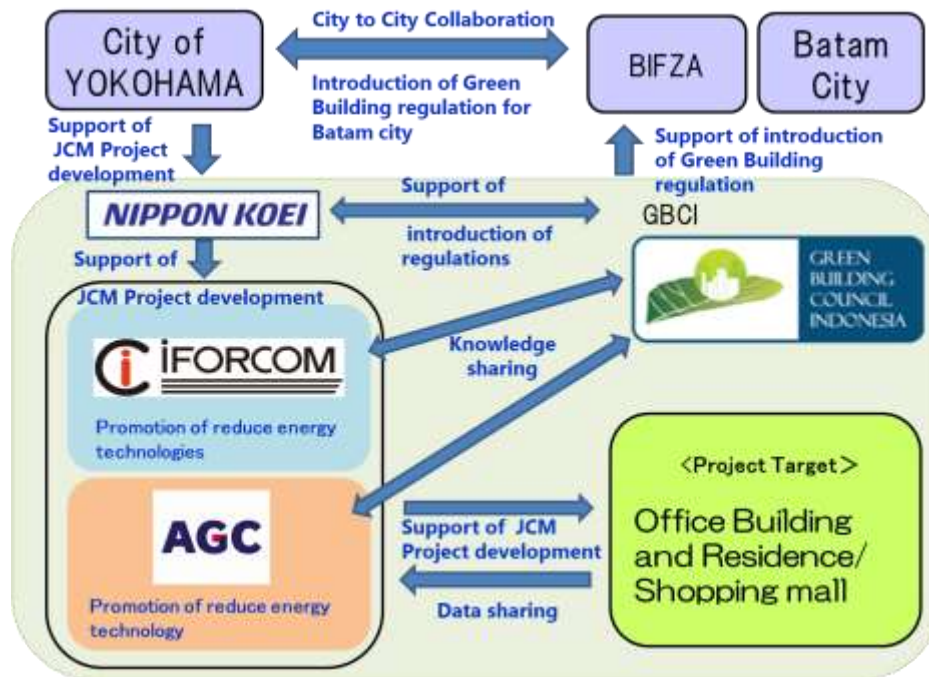 City of
YOKOHAMA
City to City Collaboration
BIFZA
Batam
City
Introduction of Green
Building regulation for
Batam city
Support of
JCM Project
development
Support of introduction
of Green Building
regulation
NIPPON KOEI
Support of
introduction of
regulations
GBCI
GREEN
BUILDING
COUNCIL
INDONESIA
Support of
JCM Project development
Ci iFORCOM
Promotion of reduce energy
technologies
Knowledge
sharing
AGC
Promotion of reduce energy
technology
Support of JCM
Project development
Data sharing
<Project Target>
Office Building
and Residence/
Shopping mall